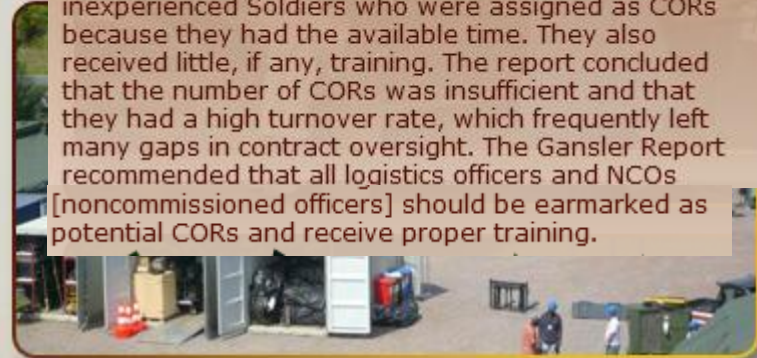 inexperienced Soldiers who were assigned as CORs
because they had the available time. They also
received little, if any, training. The report concluded
that the number of CORs was insufficient and that
they had a high turnover rate, which frequently left
many gaps in contract oversight. The Gansler Report
recommended that all logistics officers and NCOs
[noncommissioned officers] should be earmarked as
potential CORs and receive proper training.